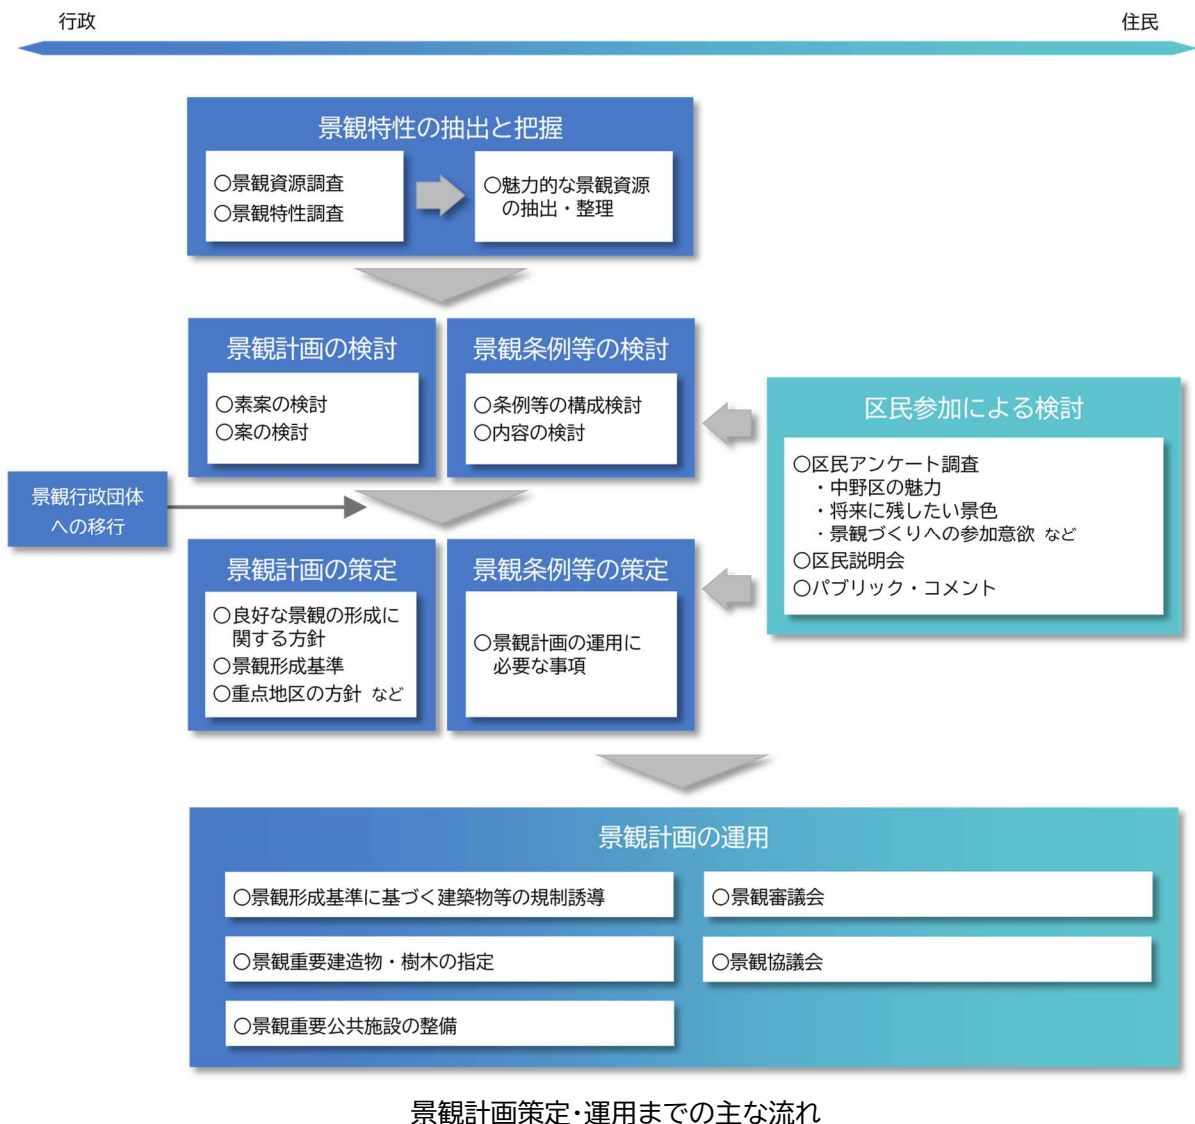 行政
住民
景観特性の抽出と把握
○景観資源調査
○景観特性調査
○魅力的な景観資源
の抽出・整理
景観計画の検討
○素案の検討
○案の検討
景観条例等の検討
○条例等の構成検討
○内容の検討
区民参加による検討
○区民アンケート調査
・中野区の魅力
・将来に残したい景色
・景観づくりへの参加意欲 など
○区民説明会
○パブリック・コメント
景観行政団体
への移行
景観計画の策定
○良好な景観の形成に
関する方針
○景観形成基準
○重点地区の方針 など
景観条例等の策定
○景観計画の運用に
必要な事項
景観計画の運用
○景観形成基準に基づく建築物等の規制誘導
○景観重要建造物・樹木の指定
○景観重要公共施設の整備
○景観審議会
○景観協議会
景観計画策定・運用までの主な流れ